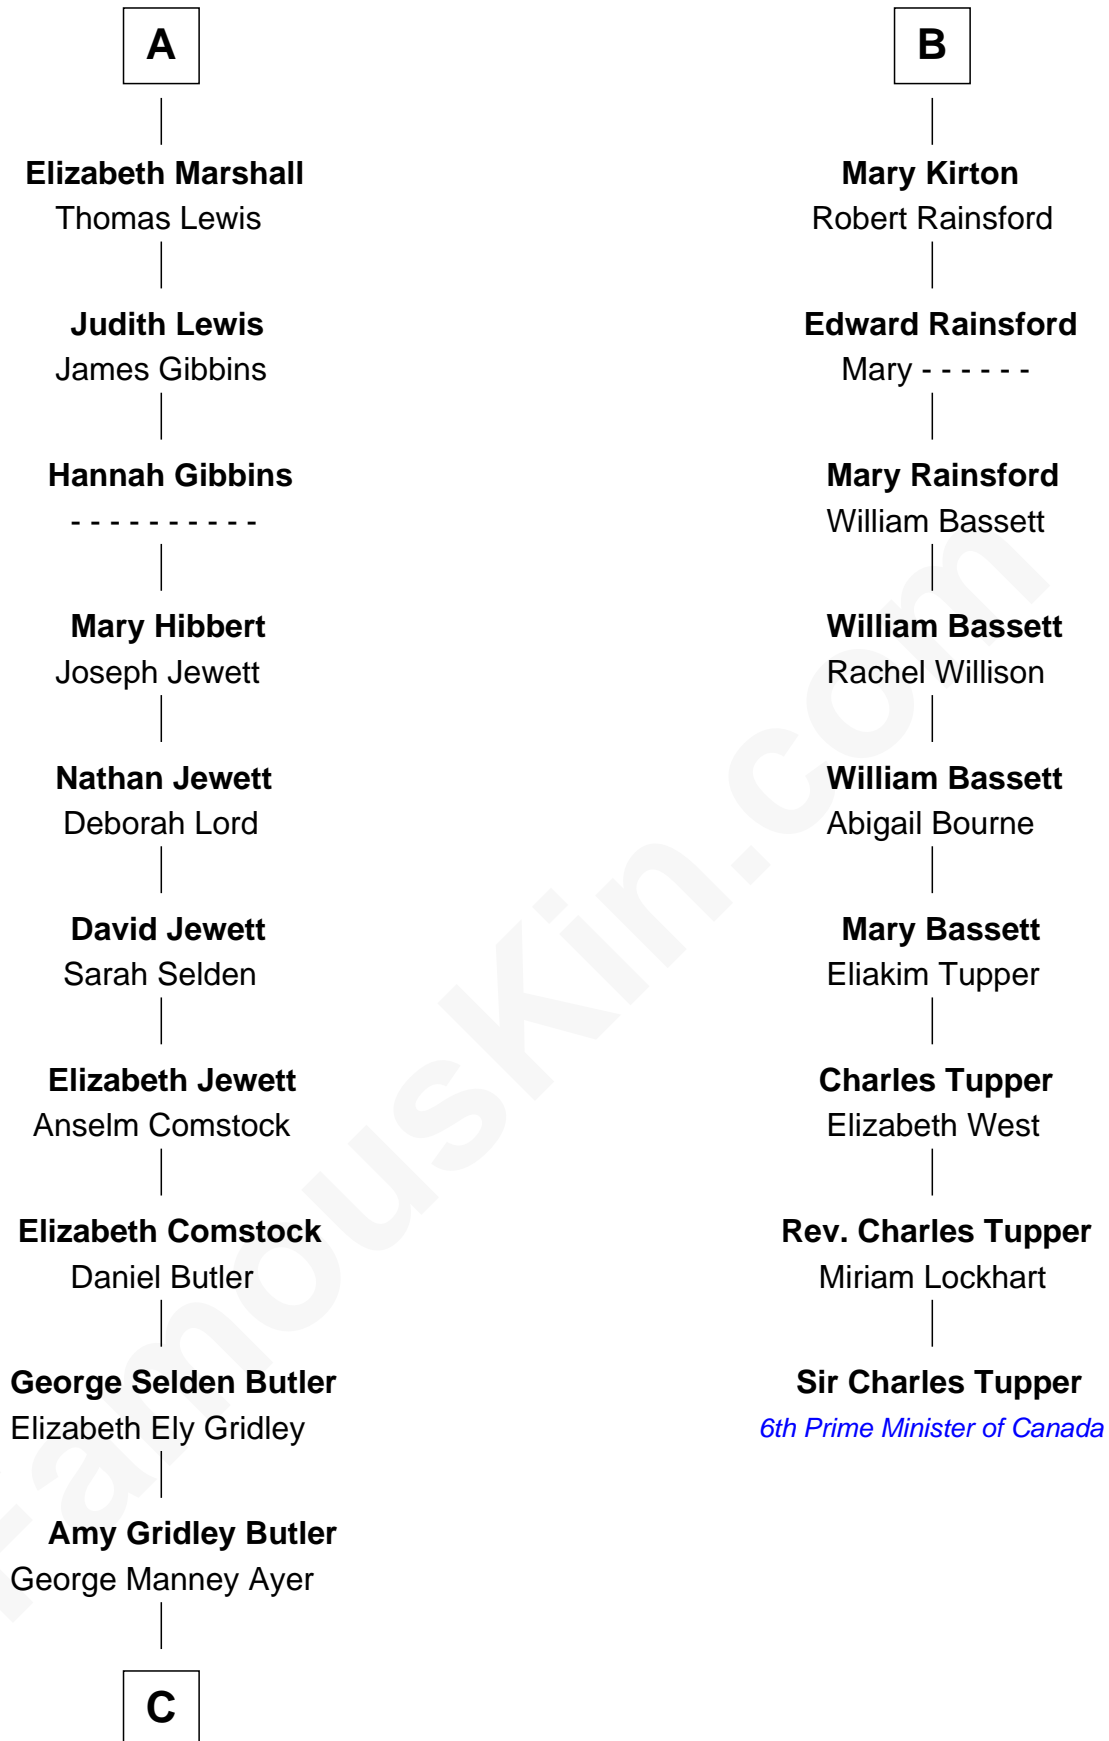 A
Elizabeth Marshall
Thomas Lewis
Judith Lewis
James Gibbins
Hannah Gibbins
- - - - - - - - - -
Mary Hibbert
Joseph Jewett
Nathan Jewett
Deborah Lord
David Jewett
Sarah Selden
Elizabeth Jewett
Anselm Comstock
Elizabeth Comstock
Daniel Butler
George Selden Butler
Elizabeth Ely Gridley
Amy Gridley Butler
George Manney Ayer
C
B
Mary Kirton
Robert Rainsford
Edward Rainsford
Mary - - - - - -
Mary Rainsford
William Bassett
William Bassett
Rachel Willison
William Bassett
Abigail Bourne
Mary Bassett
Eliakim Tupper
Charles Tupper
Elizabeth West
Rev. Charles Tupper
Miriam Lockhart
Sir Charles Tupper
6th Prime Minister of Canada
FamousKin.com